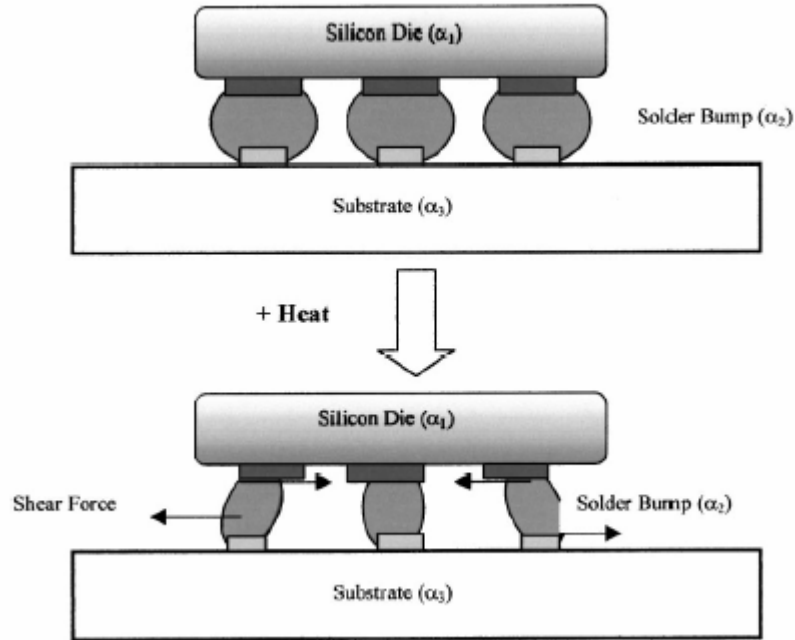 Silicon Die (α₁)
Solder Bump (α₂)
Substrate (α₃)
+ Heat
Silicon Die (α₁)
Shear Force
Solder Bump (α₂)
Substrate (α₃)